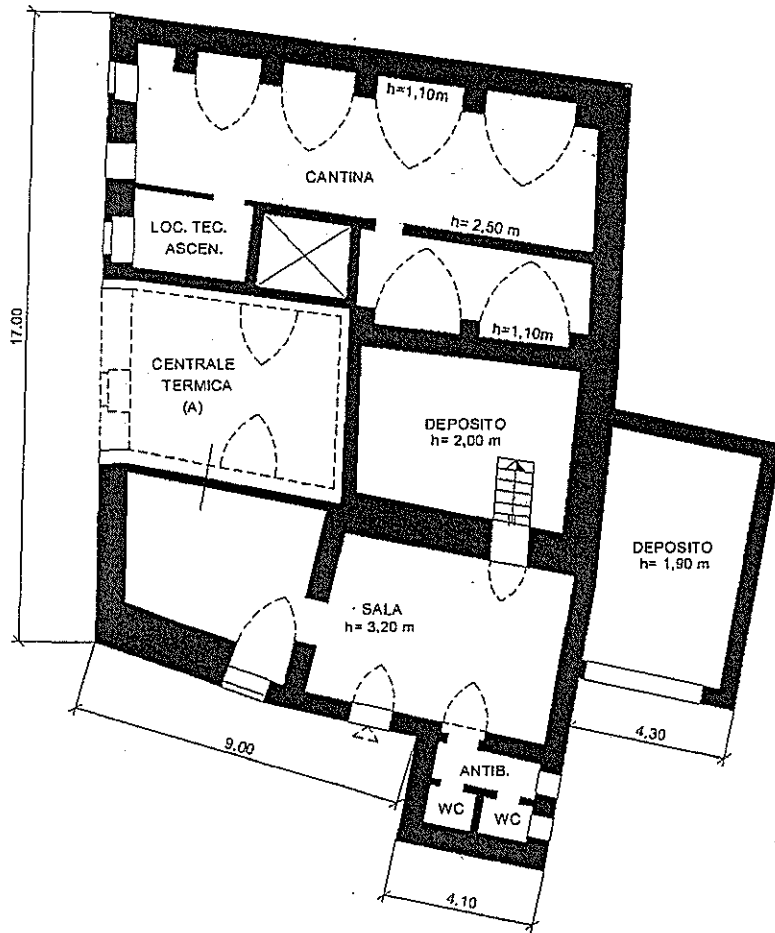 h=1,10m
CANTINA
h= 2,50 m
LOC. TEC.
ASCEN.
h=1,10m
17.00
CENTRALE
TERMICA
(A)
DEPOSITO
h= 2,00 m
DEPOSITO
h= 1,90 m
SALA
h= 3,20 m
4,30
9.00
ANTIB.
WC
WC
4,10